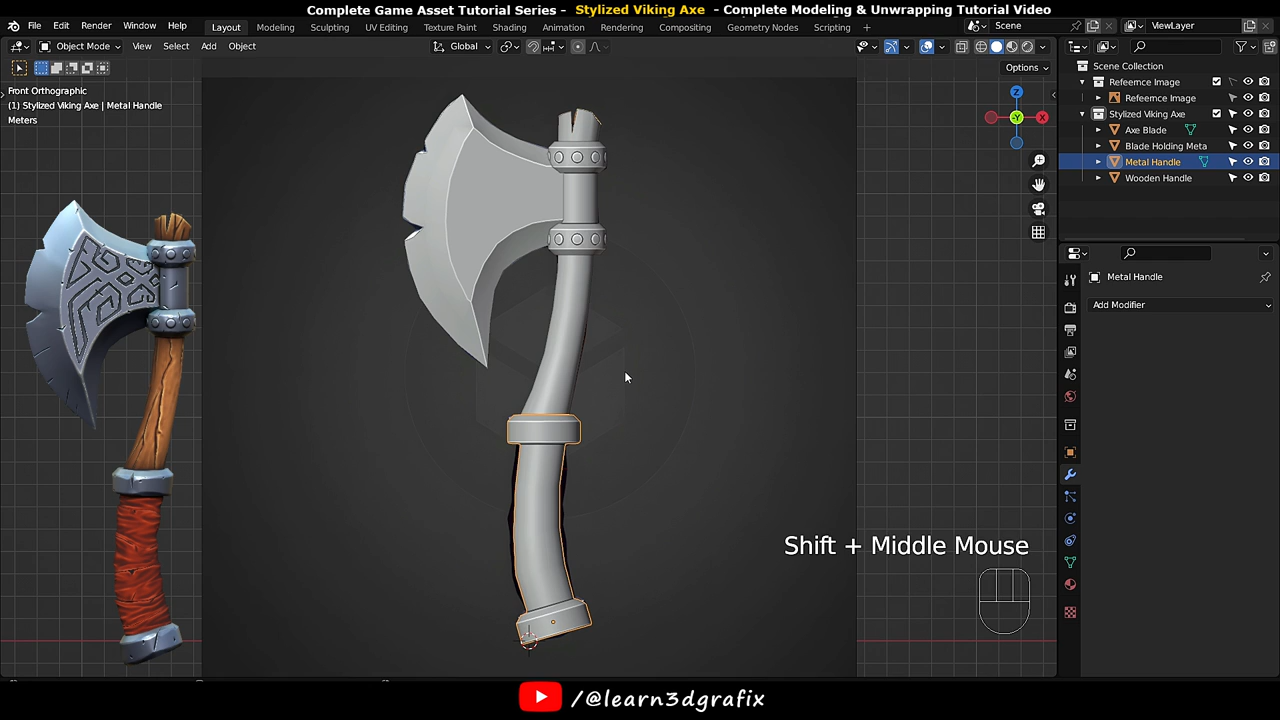 Complete Game Asset Tutorial Series - Stylized Viking Axe - Complete Modeling & Unwrapping Tutorial Video
File Edit Render Window Help Layout Modeling Sculpting UV Editing Texture Paint Shading Animation Rendering Compositing Geometry Nodes Scripting + Scene ViewLayer
Object Mode View Select Add Object Global
Options
Front Orthographic
(1) Stylized Viking Axe | Metal Handle
Meters
Z
-Y
X
Scene Collection
Refeemce Image
Refeemce Image
Stylized Viking Axe
Axe Blade
Blade Holding Meta
Metal Handle
Wooden Handle
Metal Handle
Add Modifier
Shift + Middle Mouse
/@learn3dgrafix